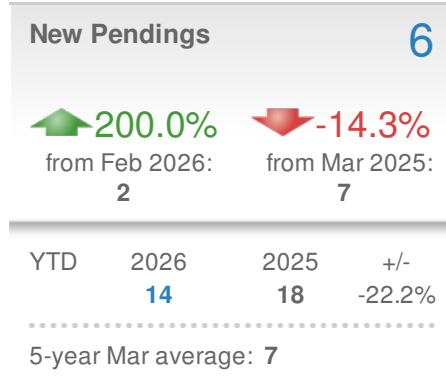 New Pendings 6
200.0% -14.3%
from Feb 2026: from Mar 2025:
2 7
YTD 2026 2025 +/-
14 18 -22.2%
5-year Mar average: 7